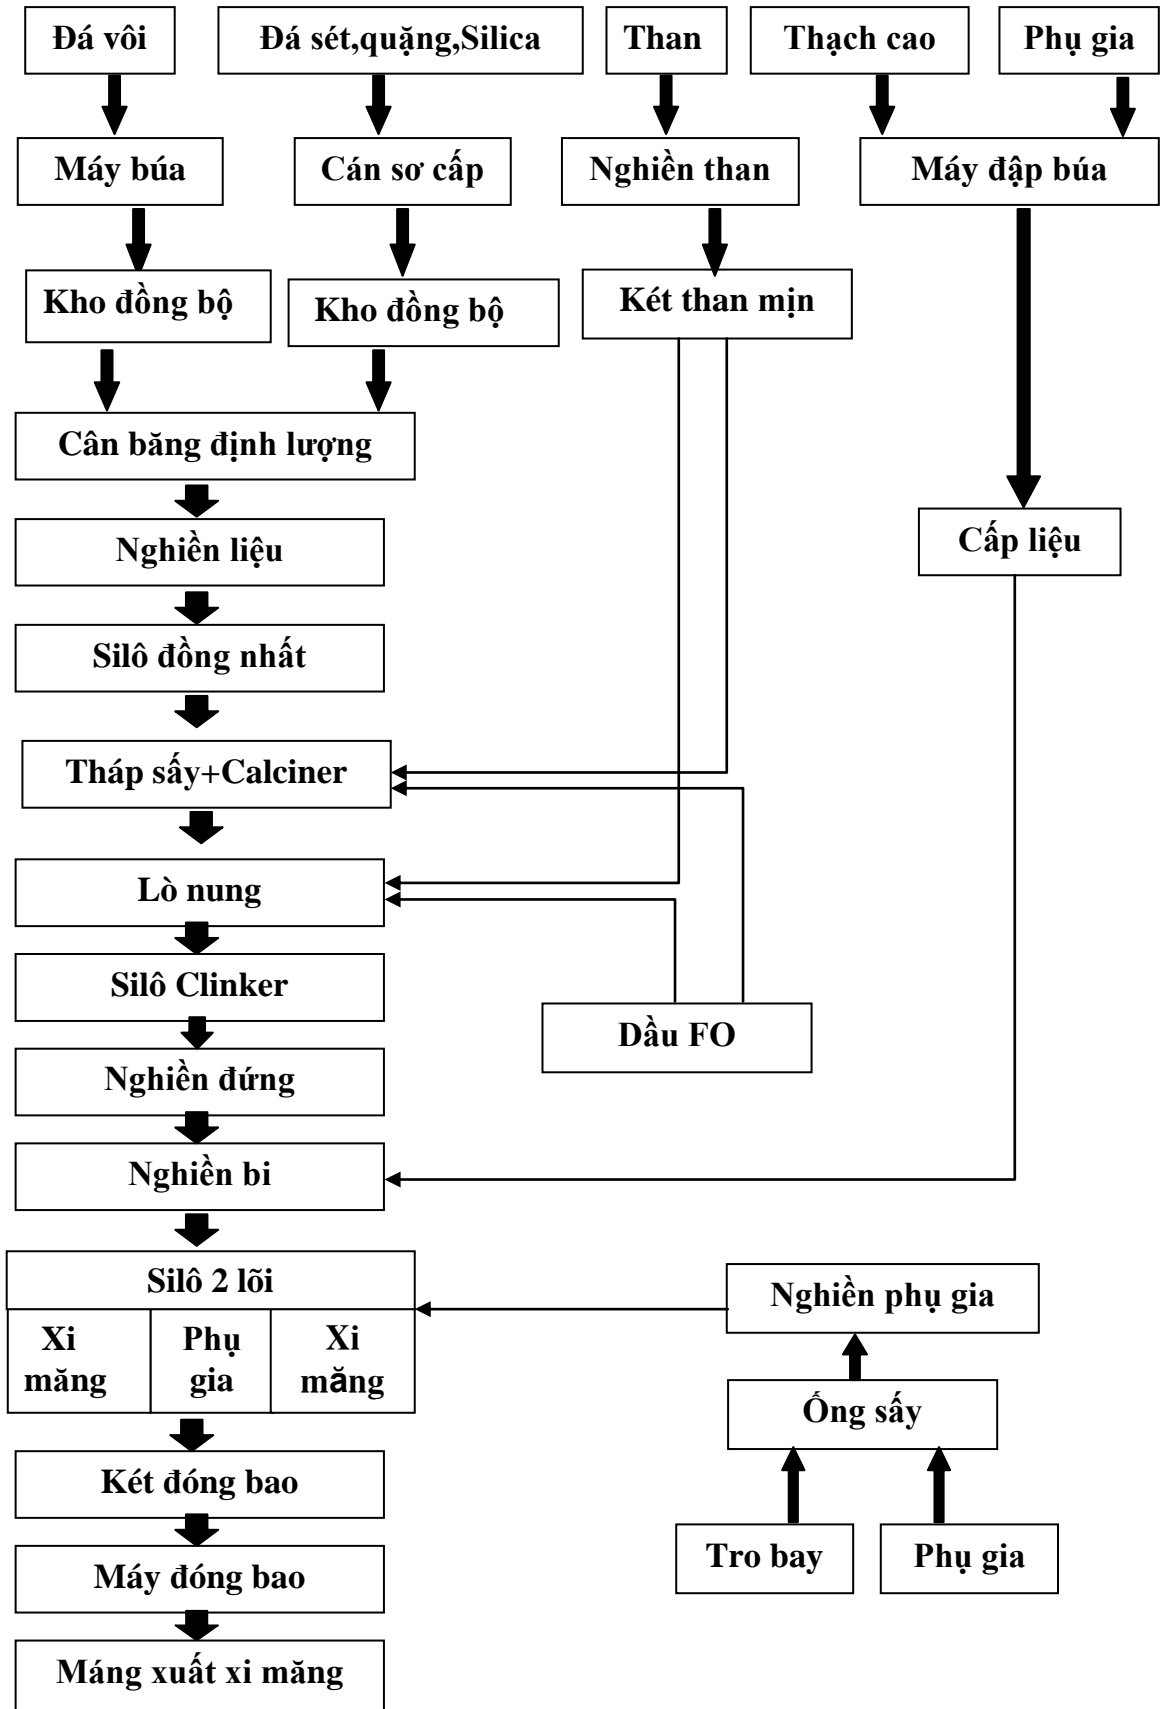 Đá vôi
Đá sét,quặng,Silica
Than
Thạch cao
Phụ gia
Máy búa
Cán sơ cấp
Nghiền than
Máy đập búa
Kho đồng bộ
Kho đồng bộ
Két than mịn
Cân băng định lượng
Nghiền liệu
Cấp liệu
Silô đồng nhất
Tháp sấy+Calciner
Lò nung
Silô Clinker
Dầu FO
Nghiền đứng
Nghiền bi
Silô 2 lõi
Nghiền phụ gia
Xi
măng
Phụ
gia
Xi
măng
Ống sấy
Két đóng bao
Tro bay
Phụ gia
Máy đóng bao
Máng xuất xi măng